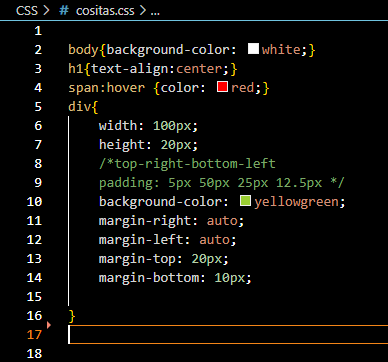 CSS > # cositas.css > ...
1
2 body{background-color: white;}
3 h1{text-align:center;}
4 span:hover {color: red;}
5 div{
6 width: 100px;
7 height: 20px;
8 /*top-right-bottom-left
9 padding: 5px 50px 25px 12.5px */
10 background-color: yellowgreen;
11 margin-right: auto;
12 margin-left: auto;
13 margin-top: 20px;
14 margin-bottom: 10px;
15
16 }
17
18